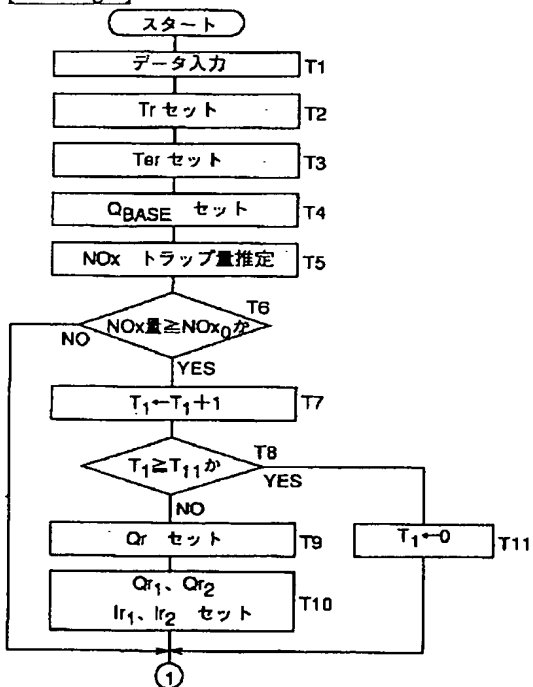 スタート
データ入力 T1
Tr セット T2
Ter セット T3
QBASE セット T4
NOx トラップ量推定 T5
T6
NOx量≧NOx0か
NO
YES
T1←T1+1 T7
T8
T1≧T11か
YES
NO
Qr セット T9
T1←0 T11
Qr1、Qr2
Ir1、Ir2 セット T10
1